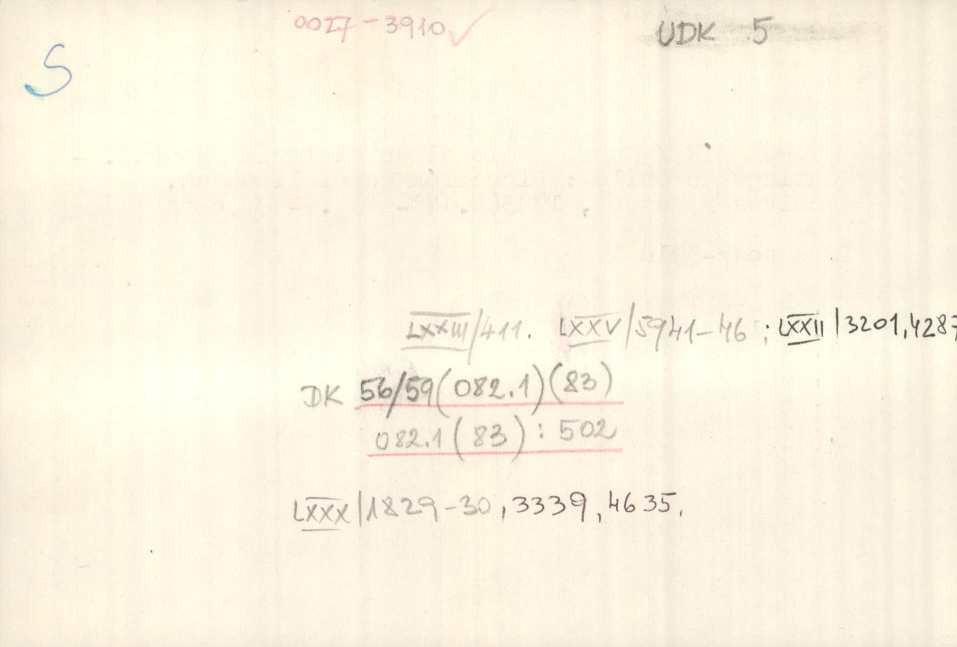 0027-3910 ✓
UDK 5
S
LXXIII/411. LXXV/5941-46; LXXII/3201,4287
DK 56/59(082.1)(83)
082.1(83):502
LXXX/1829-30,3339,4635.